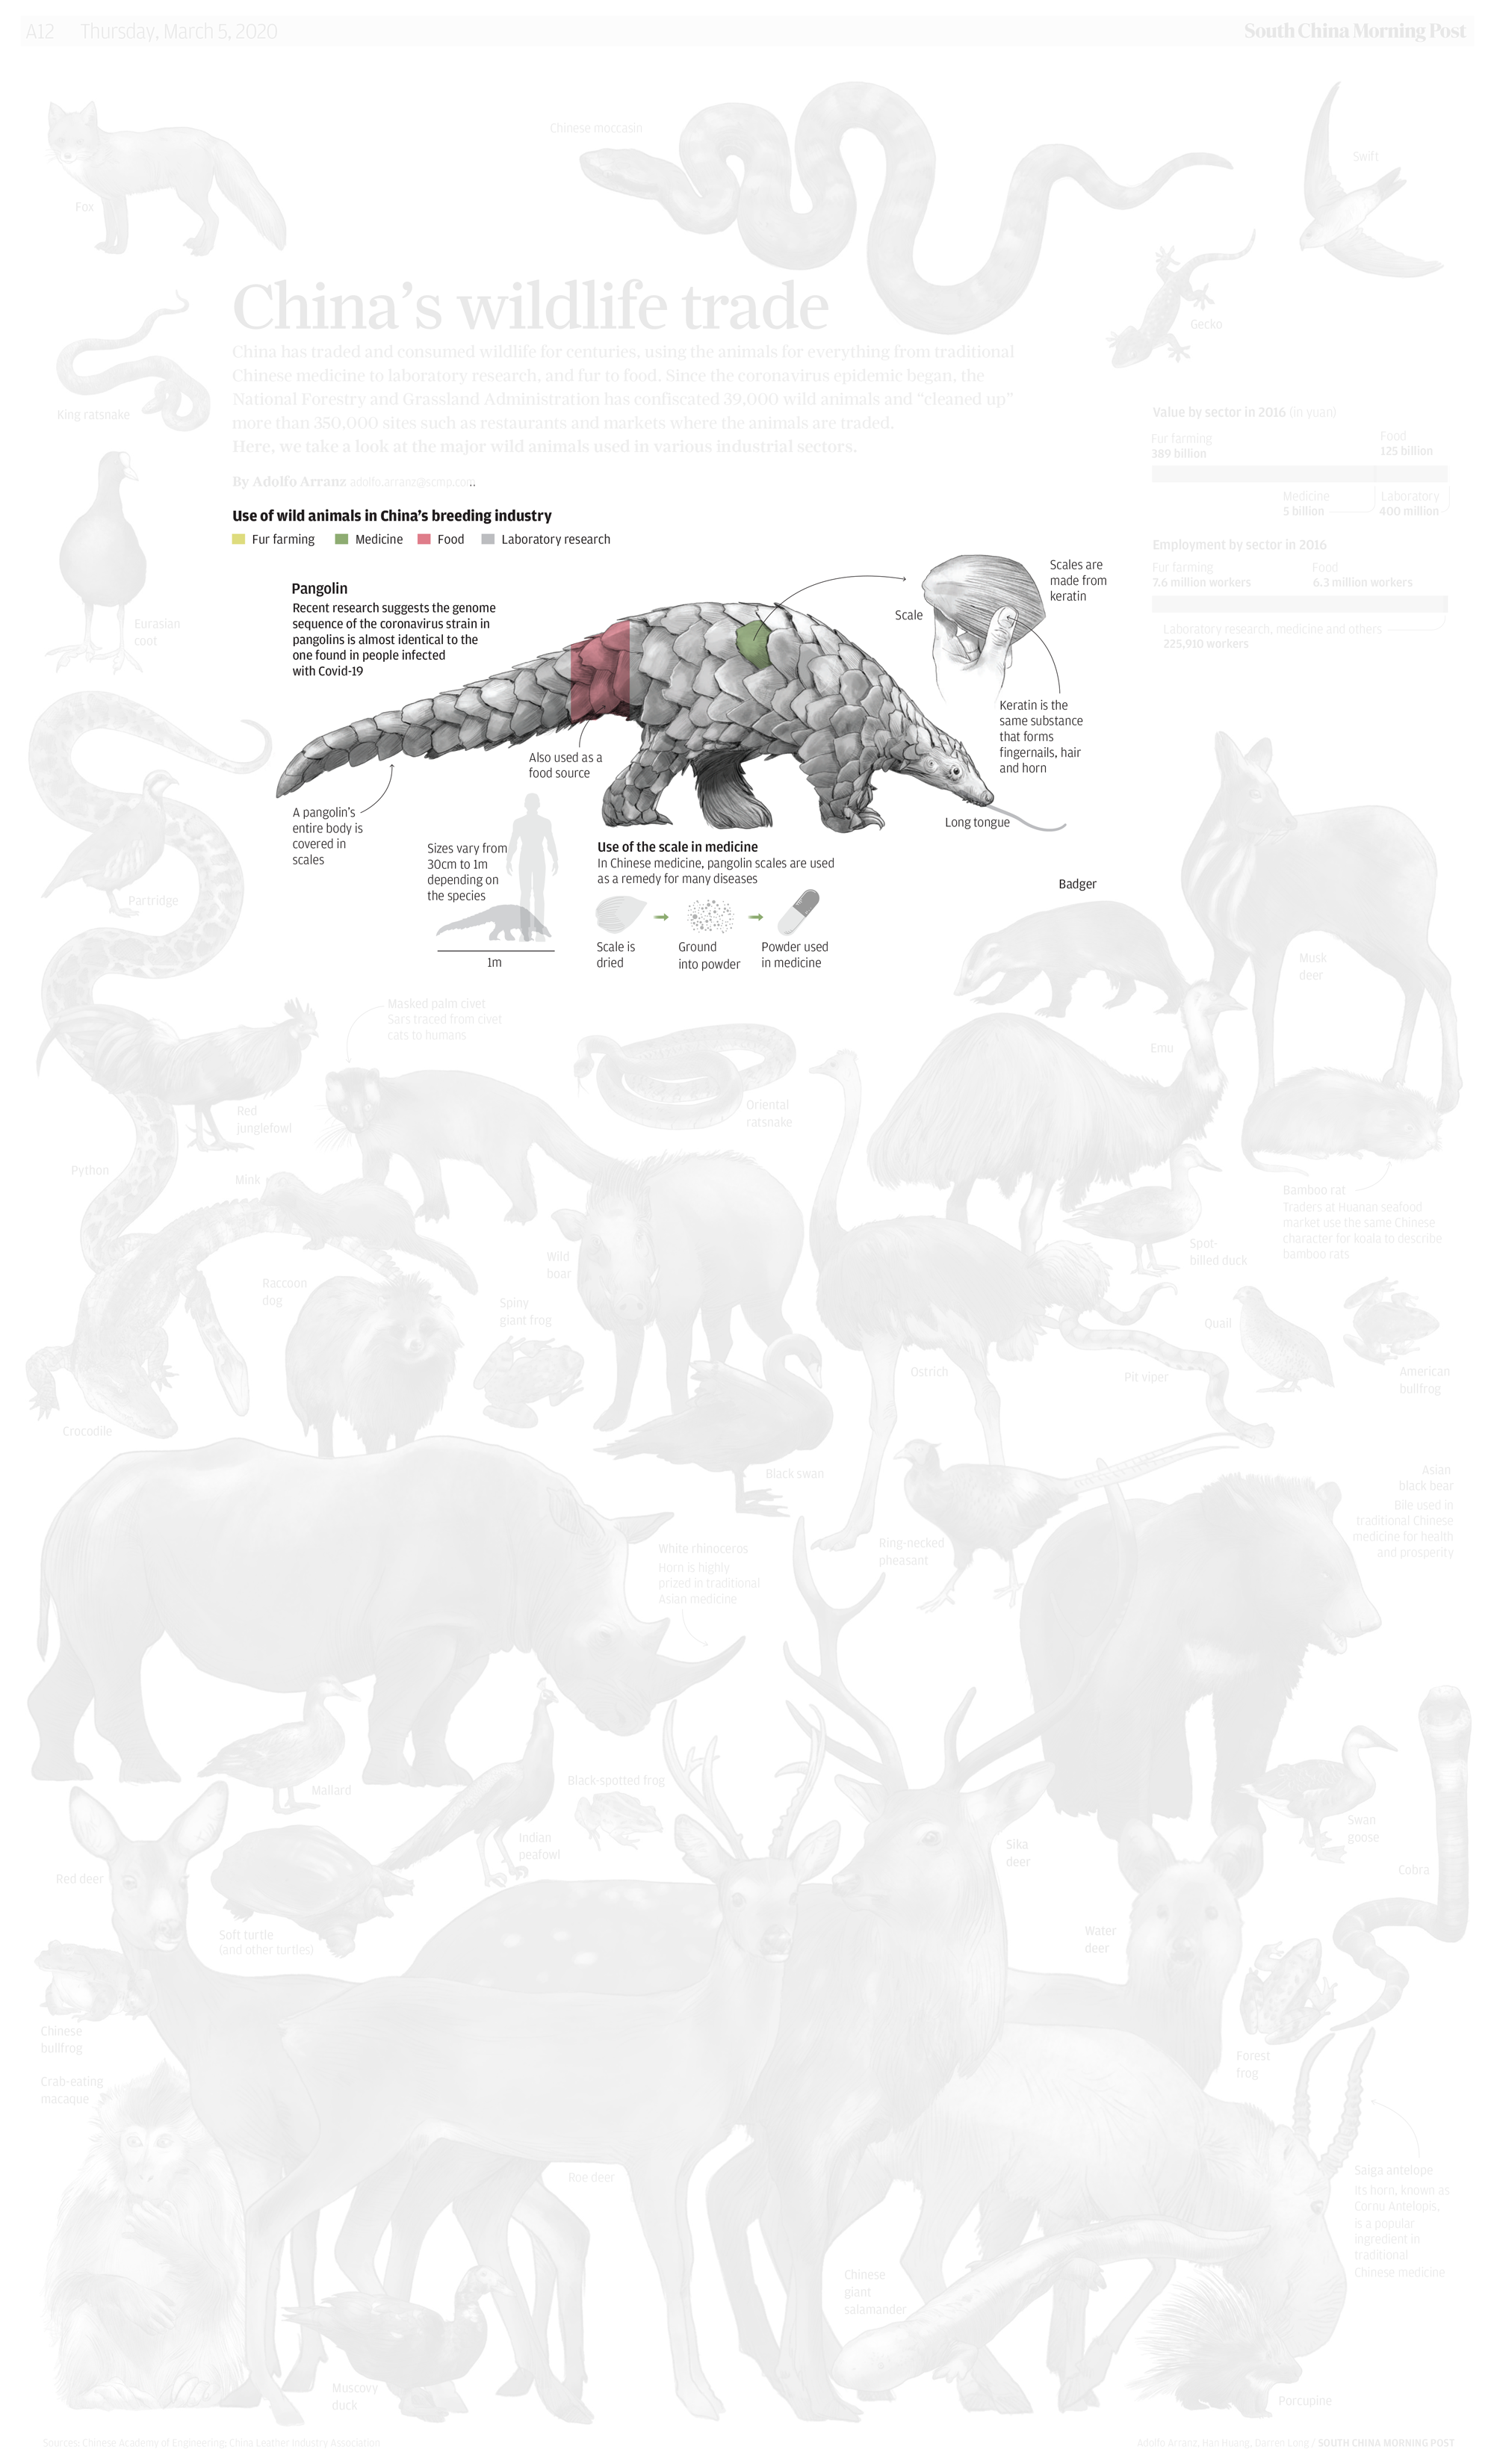 A12 Thursday, March 5, 2020
South China Morning Post
Fox
Chinese moccasin
Swift
Gecko
King ratsnake
China's wildlife trade
China has traded and consumed wildlife for centuries, using the animals for everything from traditional
Chinese medicine to laboratory research, and fur to food. Since the coronavirus epidemic began, the
National Forestry and Grassland Administration has confiscated 39,000 wild animals and “cleaned up”
more than 350,000 sites such as restaurants and markets where the animals are traded.
Here, we take a look at the major wild animals used in various industrial sectors.
By Adolfo Arranz adolfo.arranz@scmp.com
Value by sector in 2016 (in yuan)
Fur farming
389 billion
Food
125 billion
Medicine
5 billion
Laboratory
400 million
Employment by sector in 2016
Fur farming
7.6 million workers
Food
6.3 million workers
Laboratory research, medicine and others
225,910 workers
Eurasian
coot
Use of wild animals in China's breeding industry
Fur farming Medicine Food Laboratory research
Pangolin
Recent research suggests the genome
sequence of the coronavirus strain in
pangolins is almost identical to the
one found in people infected
with Covid-19
Scale
Scales are
made from
keratin
Keratin is the
same substance
that forms
fingernails, hair
and horn
Also used as a
food source
A pangolin's
entire body is
covered in
scales
Long tongue
Sizes vary from
30cm to 1m
depending on
the species
1m
Use of the scale in medicine
In Chinese medicine, pangolin scales are used
as a remedy for many diseases
Scale is
dried
Ground
into powder
Powder used
in medicine
Badger
Partridge
Musk
deer
Masked palm civet
Sars traced from civet
cats to humans
Emu
Red
junglefowl
Oriental
ratsnake
Python
Mink
Bamboo rat
Traders at Huanan seafood
market use the same Chinese
character for koala to describe
bamboo rats
Wild
boar
Spot-
billed duck
Raccoon
dog
Spiny
giant frog
Quail
Ostrich
Pit viper
American
bullfrog
Crocodile
Black swan
Asian
black bear
Bile used in
traditional Chinese
medicine for health
and prosperity
White rhinoceros
Horn is highly
prized in traditional
Asian medicine
Ring-necked
pheasant
Mallard
Black-spotted frog
Indian
peafowl
Swan
goose
Sika
deer
Cobra
Red deer
Soft turtle
(and other turtles)
Water
deer
Chinese
bullfrog
Forest
frog
Crab-eating
macaque
Roe deer
Saiga antelope
Its horn, known as
Cornu Antelopis,
is a popular
ingredient in
traditional
Chinese medicine
Chinese
giant
salamander
Muscovy
duck
Porcupine
Sources: Chinese Academy of Engineering; China Leather Industry Association
Adolfo Arranz, Han Huang, Darren Long / SOUTH CHINA MORNING POST